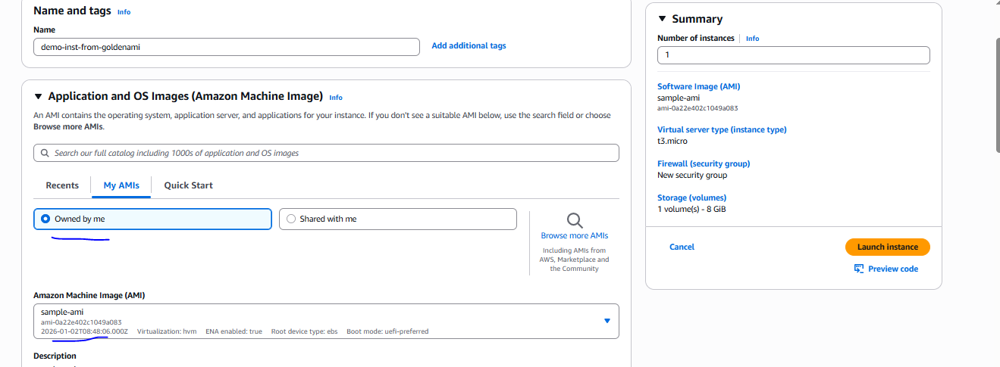 Name and tags Info
Name
demo-inst-from-goldenami
Add additional tags
Application and OS Images (Amazon Machine Image) Info
An AMI contains the operating system, application server, and applications for your instance. If you don't see a suitable AMI below, use the search field or choose
Browse more AMIs.
Search our full catalog including 1000s of application and OS images
Recents
My AMIs
Quick Start
Owned by me
Shared with me
Browse more AMIs
Including AMIs from
AWS, Marketplace and
the Community
Amazon Machine Image (AMI)
sample-ami
ami-0a22e402c1049a083
2026-01-02T08:48:06.000Z Virtualization: hvm ENA enabled: true Root device type: ebs Boot mode: uefi-preferred
Description
Summary
Number of instances Info
1
Software Image (AMI)
sample-ami
ami-0a22e402c1049a083
Virtual server type (instance type)
t3.micro
Firewall (security group)
New security group
Storage (volumes)
1 volume(s) - 8 GiB
Cancel
Launch instance
Preview code